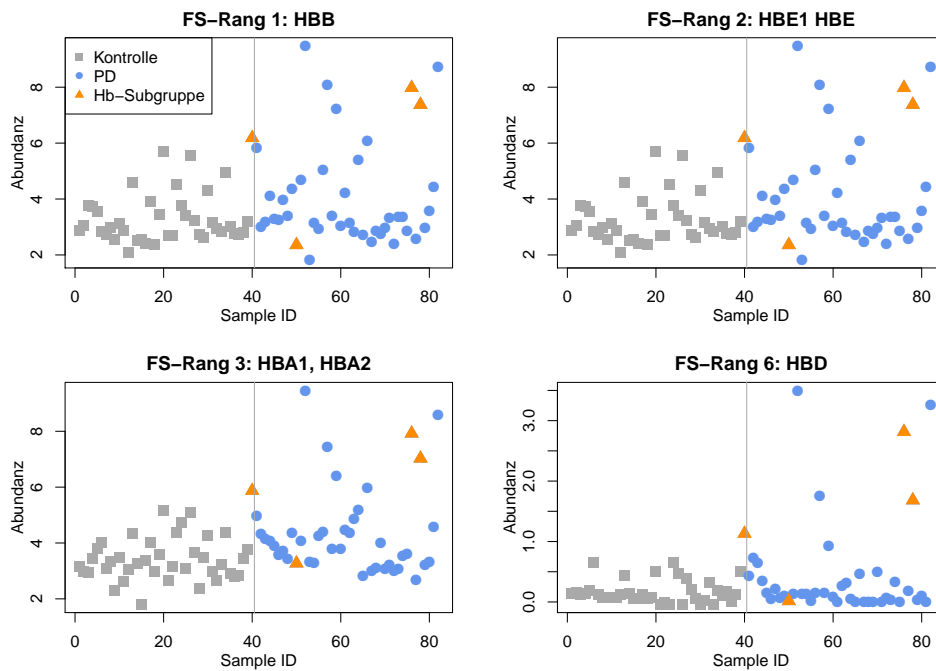 FS−Rang 1: HBB
Kontrolle
PD
Hb−Subgruppe
Abundanz
8
6
4
2
0 20 40 60 80
Sample ID
FS−Rang 2: HBE1 HBE
Abundanz
8
6
4
2
0 20 40 60 80
Sample ID
FS−Rang 3: HBA1, HBA2
Abundanz
8
6
4
2
0 20 40 60 80
Sample ID
FS−Rang 6: HBD
Abundanz
3.0
2.0
1.0
0.0
0 20 40 60 80
Sample ID